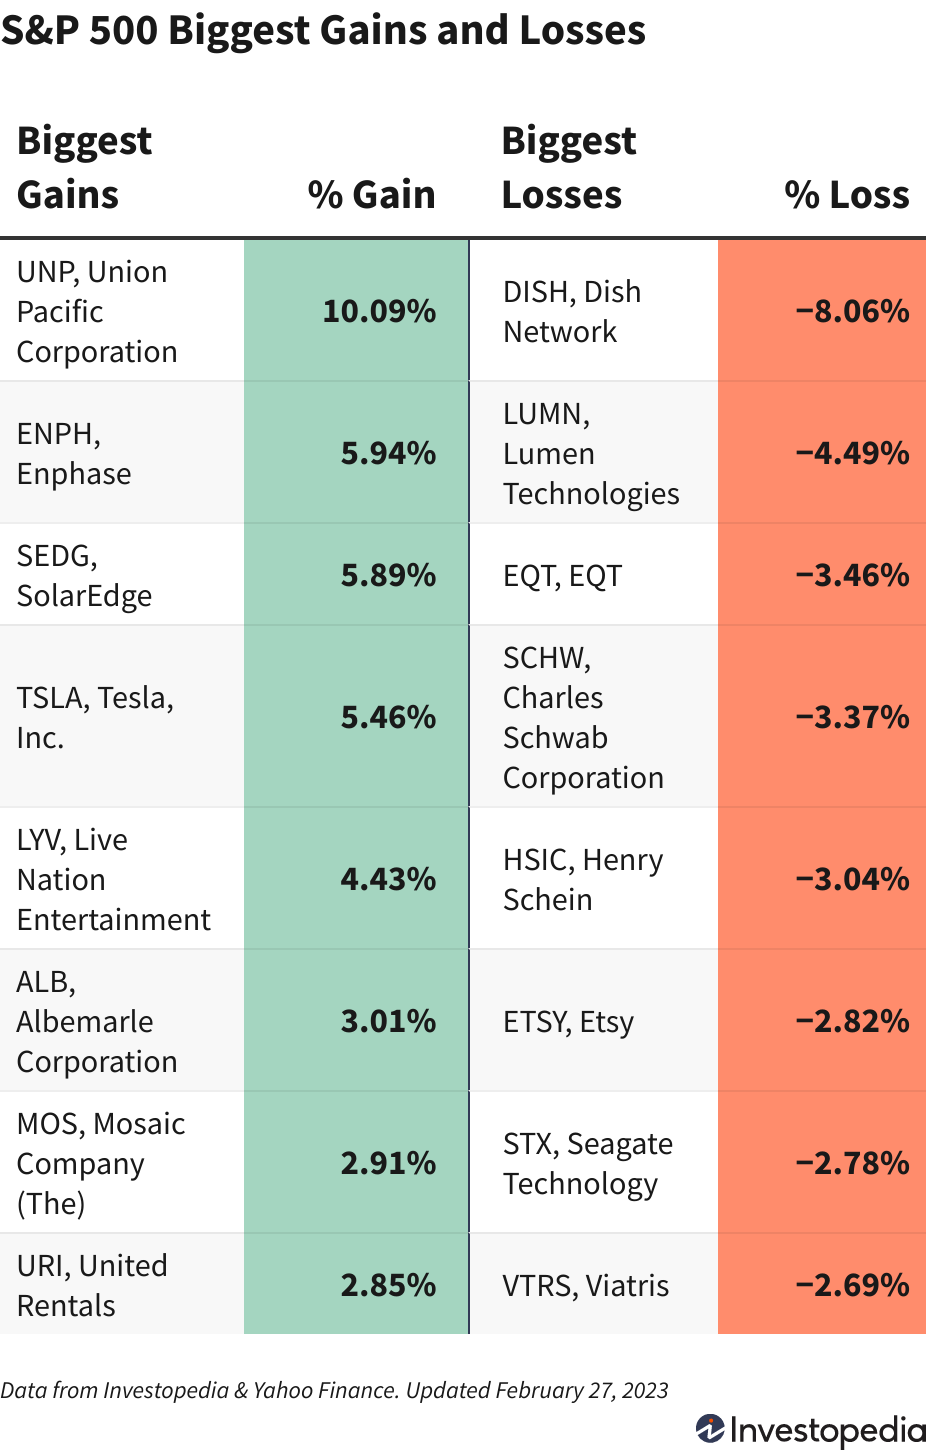 S&P 500 Biggest Gains and Losses
Biggest
Gains
% Gain
Biggest
Losses
% Loss
UNP, Union
Pacific
Corporation
10.09%
DISH, Dish
Network
−8.06%
ENPH,
Enphase
5.94%
LUMN,
Lumen
Technologies
−4.49%
SEDG,
SolarEdge
5.89%
EQT, EQT
−3.46%
TSLA, Tesla,
Inc.
5.46%
SCHW,
Charles
Schwab
Corporation
−3.37%
LYV, Live
Nation
Entertainment
4.43%
HSIC, Henry
Schein
−3.04%
ALB,
Albemarle
Corporation
3.01%
ETSY, Etsy
−2.82%
MOS, Mosaic
Company
(The)
2.91%
STX, Seagate
Technology
−2.78%
URI, United
Rentals
2.85%
VTRS, Viatris
−2.69%
Data from Investopedia & Yahoo Finance. Updated February 27, 2023
Investopedia